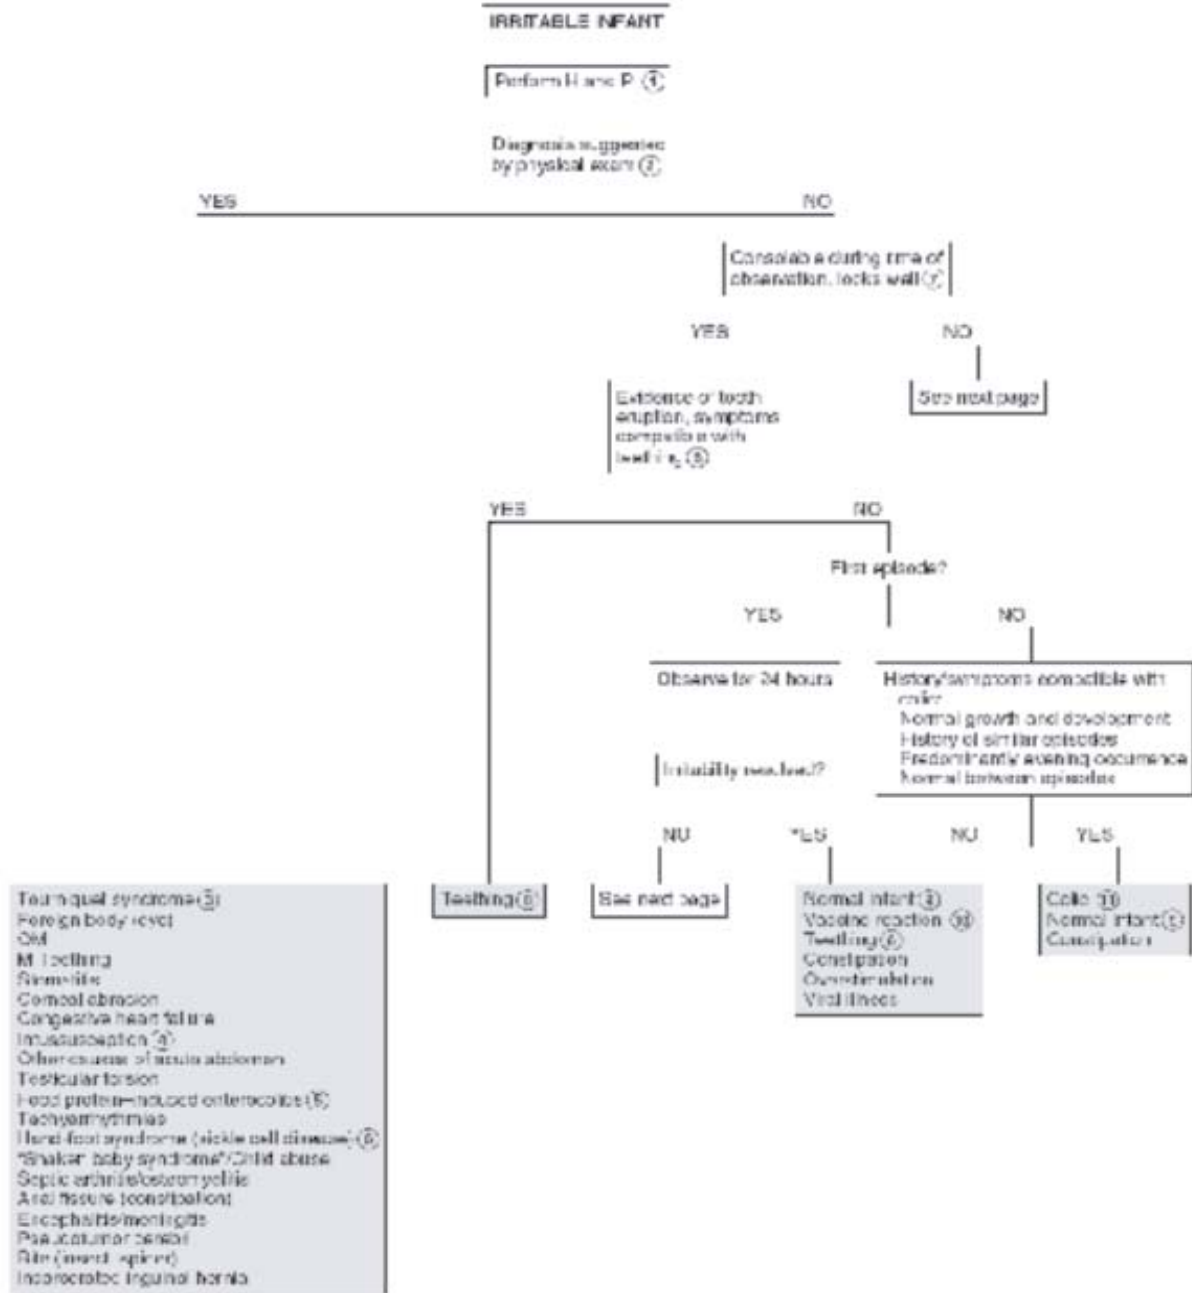 IRRITABLE INFANT
Perform H and P (1)
Diagnosis suggested
by physical exam (2)
YES
NO
Consolable during time of
observation, looks well (7)
YES
NO
Evidence of tooth
eruption, symptoms
compatible with
teething (8)
See next page
YES
NO
First episode?
YES
NO
Observe for 24 hours
History/symptoms compatible with
colic
Normal growth and development
History of similar episodes
Predominantly evening occurrence
Normal between episodes
Irritability resolved?
NO
YES
NO
YES
Tourniquet syndrome (3)
Foreign body (eye)
OM
Teething
Stomatitis
Corneal abrasion
Congestive heart failure
Intussusception (4)
Other causes of acute abdomen
Testicular torsion
Food protein–induced enterocolitis (5)
Tachyarrhythmias
Hand-foot syndrome (sickle cell disease) (6)
"Shaken baby syndrome"/Child abuse
Septic arthritis/osteomyelitis
Anal fissure (constipation)
Encephalitis/meningitis
Pseudotumor cerebri
Bite (insect, spider)
Incarcerated inguinal hernia
Teething (8)
See next page
Normal infant
Vaccine reaction (10)
Teething (8)
Constipation
Overstimulation
Viral illness
Colic (11)
Normal infant
Constipation